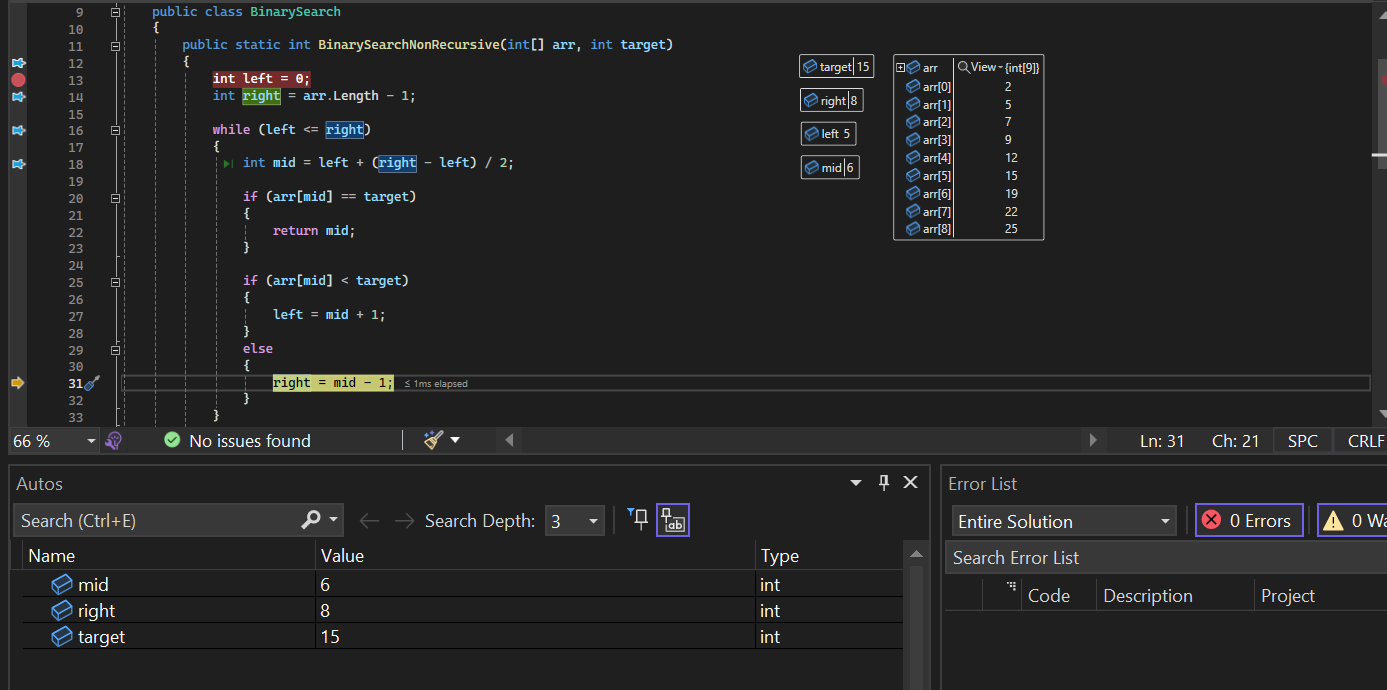 9 public class BinarySearch
10 {
11 public static int BinarySearchNonRecursive(int[] arr, int target)
12 {
13 int left = 0;
14 int right = arr.Length - 1;
15
16 while (left <= right)
17 {
18 int mid = left + (right - left) / 2;
19
20 if (arr[mid] == target)
21 {
22 return mid;
23 }
24
25 if (arr[mid] < target)
26 {
27 left = mid + 1;
28 }
29 else
30 {
31 right = mid - 1; ≤ 1ms elapsed
32 }
33 }
target 15
right 8
left 5
mid 6
arr View {int[9]}
arr[0] 2
arr[1] 5
arr[2] 7
arr[3] 9
arr[4] 12
arr[5] 15
arr[6] 19
arr[7] 22
arr[8] 25
66 % No issues found Ln: 31 Ch: 21 SPC CRLF
Autos
Search (Ctrl+E) Search Depth: 3
Name Value Type
mid 6 int
right 8 int
target 15 int
Error List
Entire Solution 0 Errors 0 Wa
Search Error List
Code Description Project